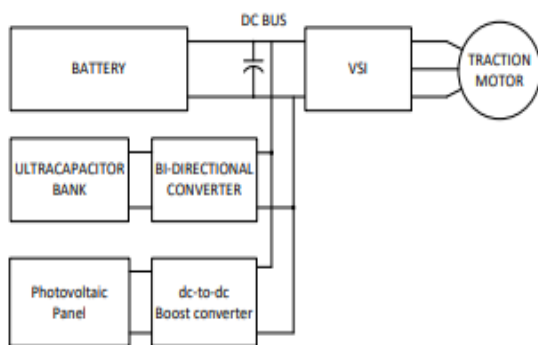 DC BUS
BATTERY
VSI
TRACTION
MOTOR
ULTRACAPACITOR
BANK
BI-DIRECTIONAL
CONVERTER
Photovoltaic
Panel
dc-to-dc
Boost converter